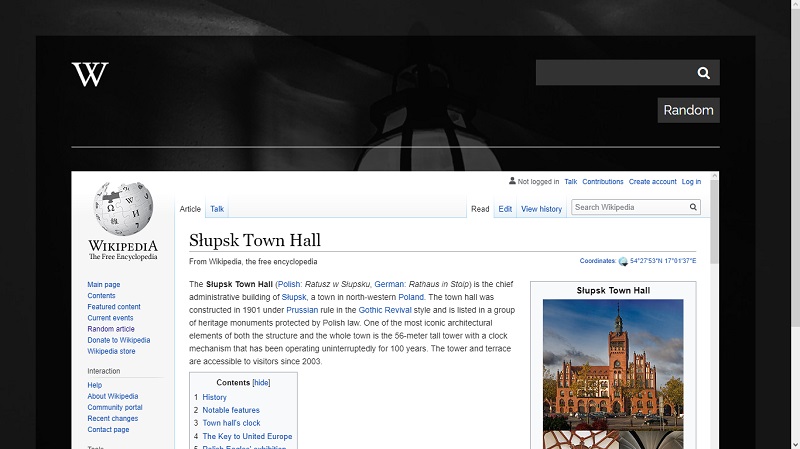 W
Random
Not logged in Talk Contributions Create account Log in
Article Talk Read Edit View history Search Wikipedia
WIKIPEDIA
The Free Encyclopedia
Main page
Contents
Featured content
Current events
Random article
Donate to Wikipedia
Wikipedia store
Interaction
Help
About Wikipedia
Community portal
Recent changes
Contact page
Tools
Słupsk Town Hall
From Wikipedia, the free encyclopedia
Coordinates: 54°27′53″N 17°01′37″E
The Słupsk Town Hall (Polish: Ratusz w Słupsku, German: Rathaus in Stolp) is the chief
administrative building of Słupsk, a town in north-western Poland. The town hall was
constructed in 1901 under Prussian rule in the Gothic Revival style and is listed in a group
of heritage monuments protected by Polish law. One of the most iconic architectural
elements of both the structure and the whole town is the 56-meter tall tower with a clock
mechanism that has been operating uninterruptedly for 100 years. The tower and terrace
are accessible to visitors since 2003.
Contents [hide]
1 History
2 Notable features
3 Town hall's clock
4 The Key to United Europe
5 Polish Eagles' exhibition
Słupsk Town Hall